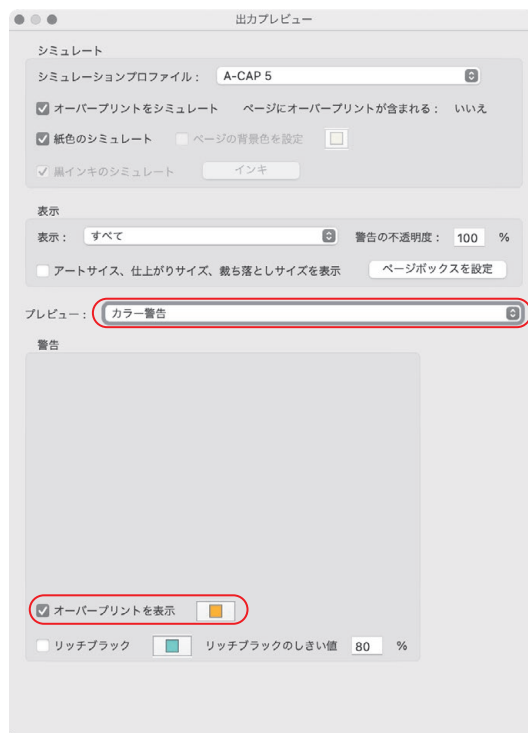 出力プレビュー
シミュレート
シミュレーションプロファイル： A-CAP 5
オーバープリントをシミュレート ページにオーバープリントが含まれる： いいえ
紙色のシミュレート ページの背景色を設定
黒インキのシミュレート インキ
表示
表示： すべて 警告の不透明度： 100 %
アートサイズ、仕上がりサイズ、裁ち落としサイズを表示 ページボックスを設定
プレビュー： カラー警告
警告
オーバープリントを表示
リッチブラック リッチブラックのしきい値 80 %